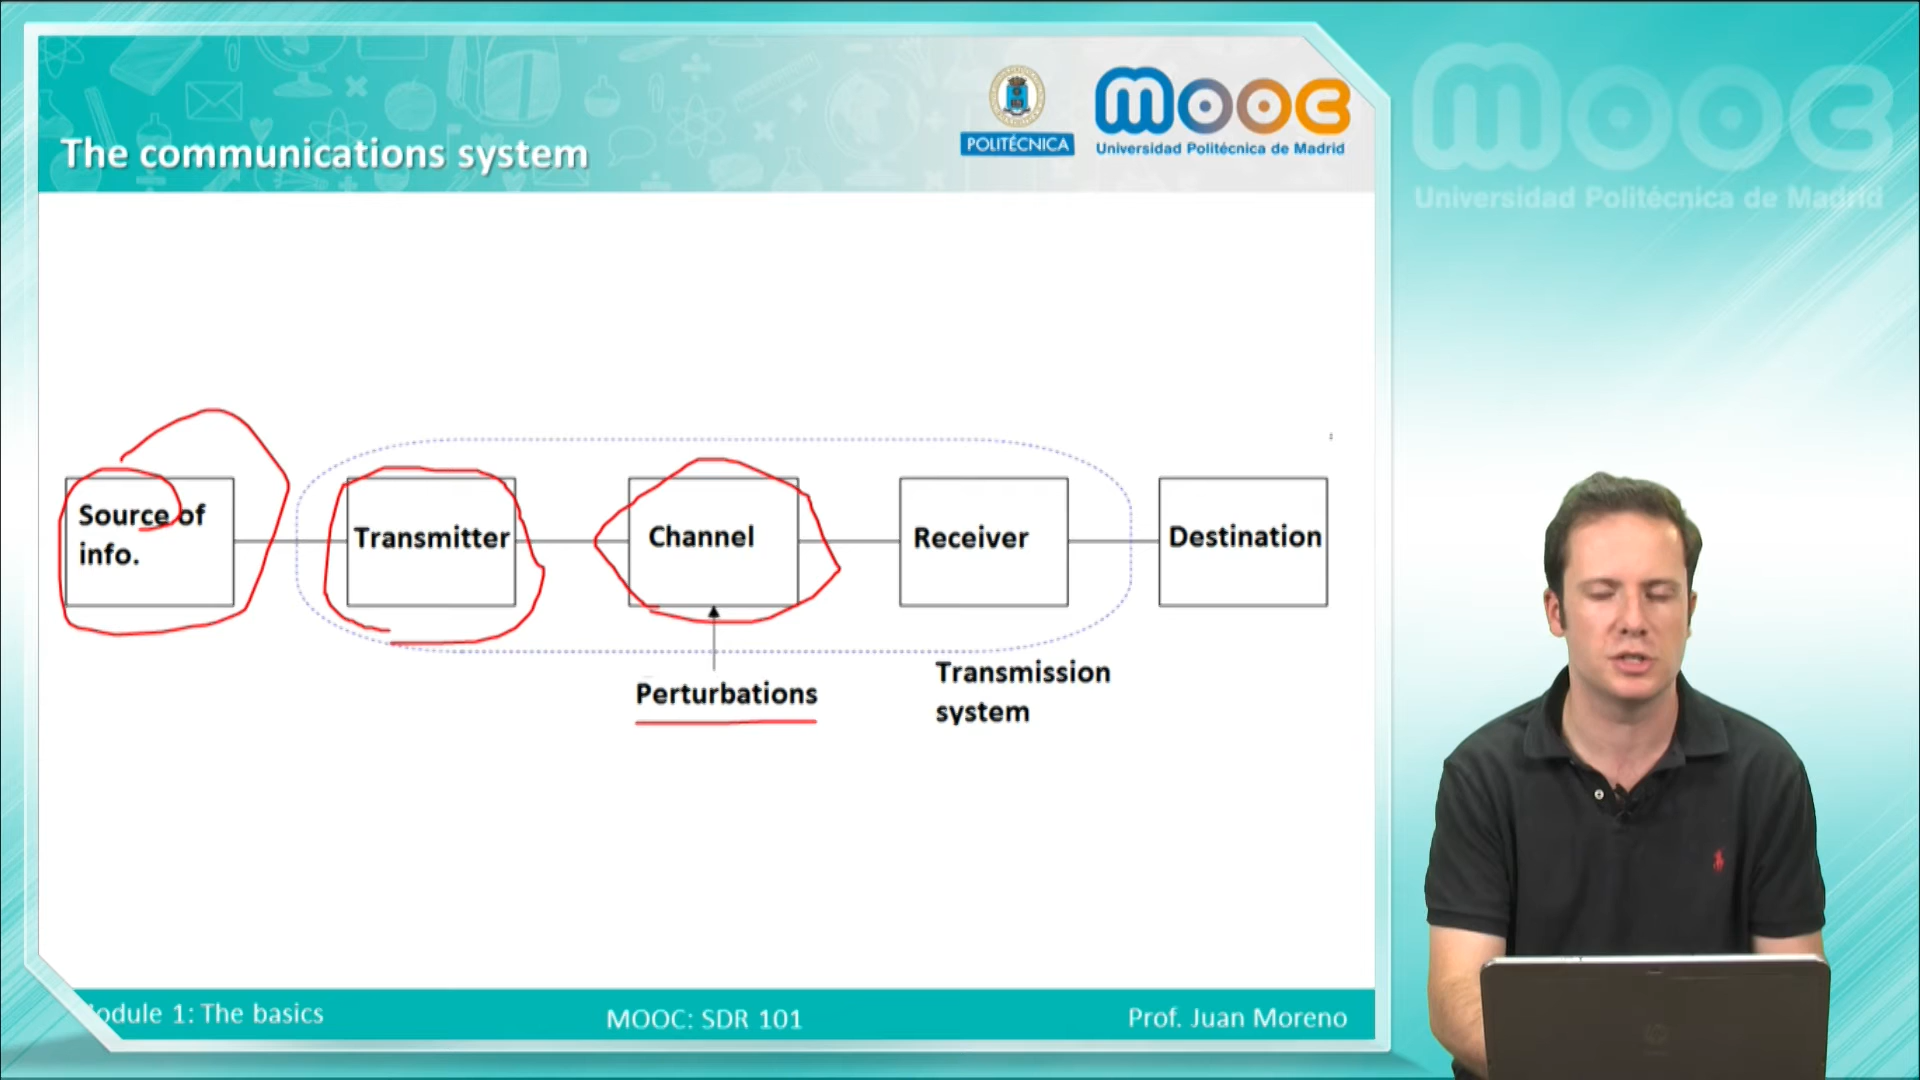 The communications system
POLITÉCNICA
mooc
Universidad Politécnica de Madrid
mooc
Universidad Politécnica de Madrid
Source of
info.
Transmitter
Channel
Receiver
Destination
Perturbations
Transmission
system
odule 1: The basics
MOOC: SDR 101
Prof. Juan Moreno